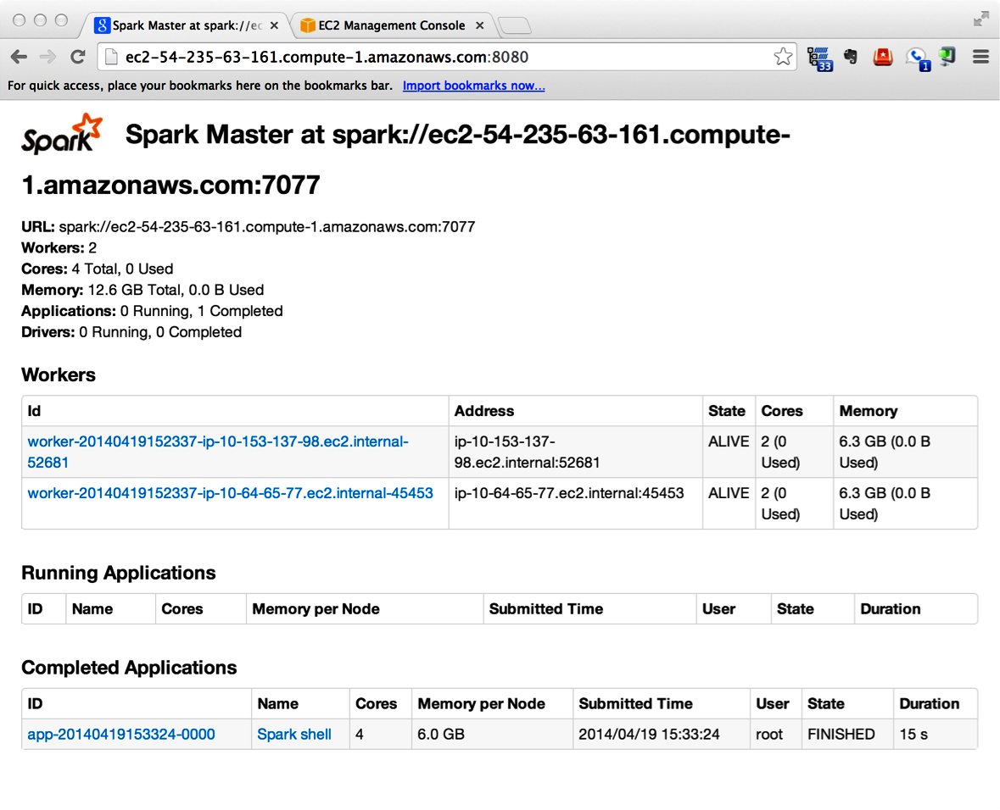 Spark Master at spark://ec
EC2 Management Console
ec2-54-235-63-161.compute-1.amazonaws.com:8080
33
1
For quick access, place your bookmarks here on the bookmarks bar. Import bookmarks now...
Spark Spark Master at spark://ec2-54-235-63-161.compute-
1.amazonaws.com:7077
URL: spark://ec2-54-235-63-161.compute-1.amazonaws.com:7077
Workers: 2
Cores: 4 Total, 0 Used
Memory: 12.6 GB Total, 0.0 B Used
Applications: 0 Running, 1 Completed
Drivers: 0 Running, 0 Completed
Workers
Id Address State Cores Memory
worker-20140419152337-ip-10-153-137-98.ec2.internal- ip-10-153-137- ALIVE 2 (0 6.3 GB (0.0 B
52681 98.ec2.internal:52681 Used) Used)
worker-20140419152337-ip-10-64-65-77.ec2.internal-45453 ip-10-64-65-77.ec2.internal:45453 ALIVE 2 (0 6.3 GB (0.0 B
Used) Used)
Running Applications
ID Name Cores Memory per Node Submitted Time User State Duration
Completed Applications
ID Name Cores Memory per Node Submitted Time User State Duration
app-20140419153324-0000 Spark shell 4 6.0 GB 2014/04/19 15:33:24 root FINISHED 15 s